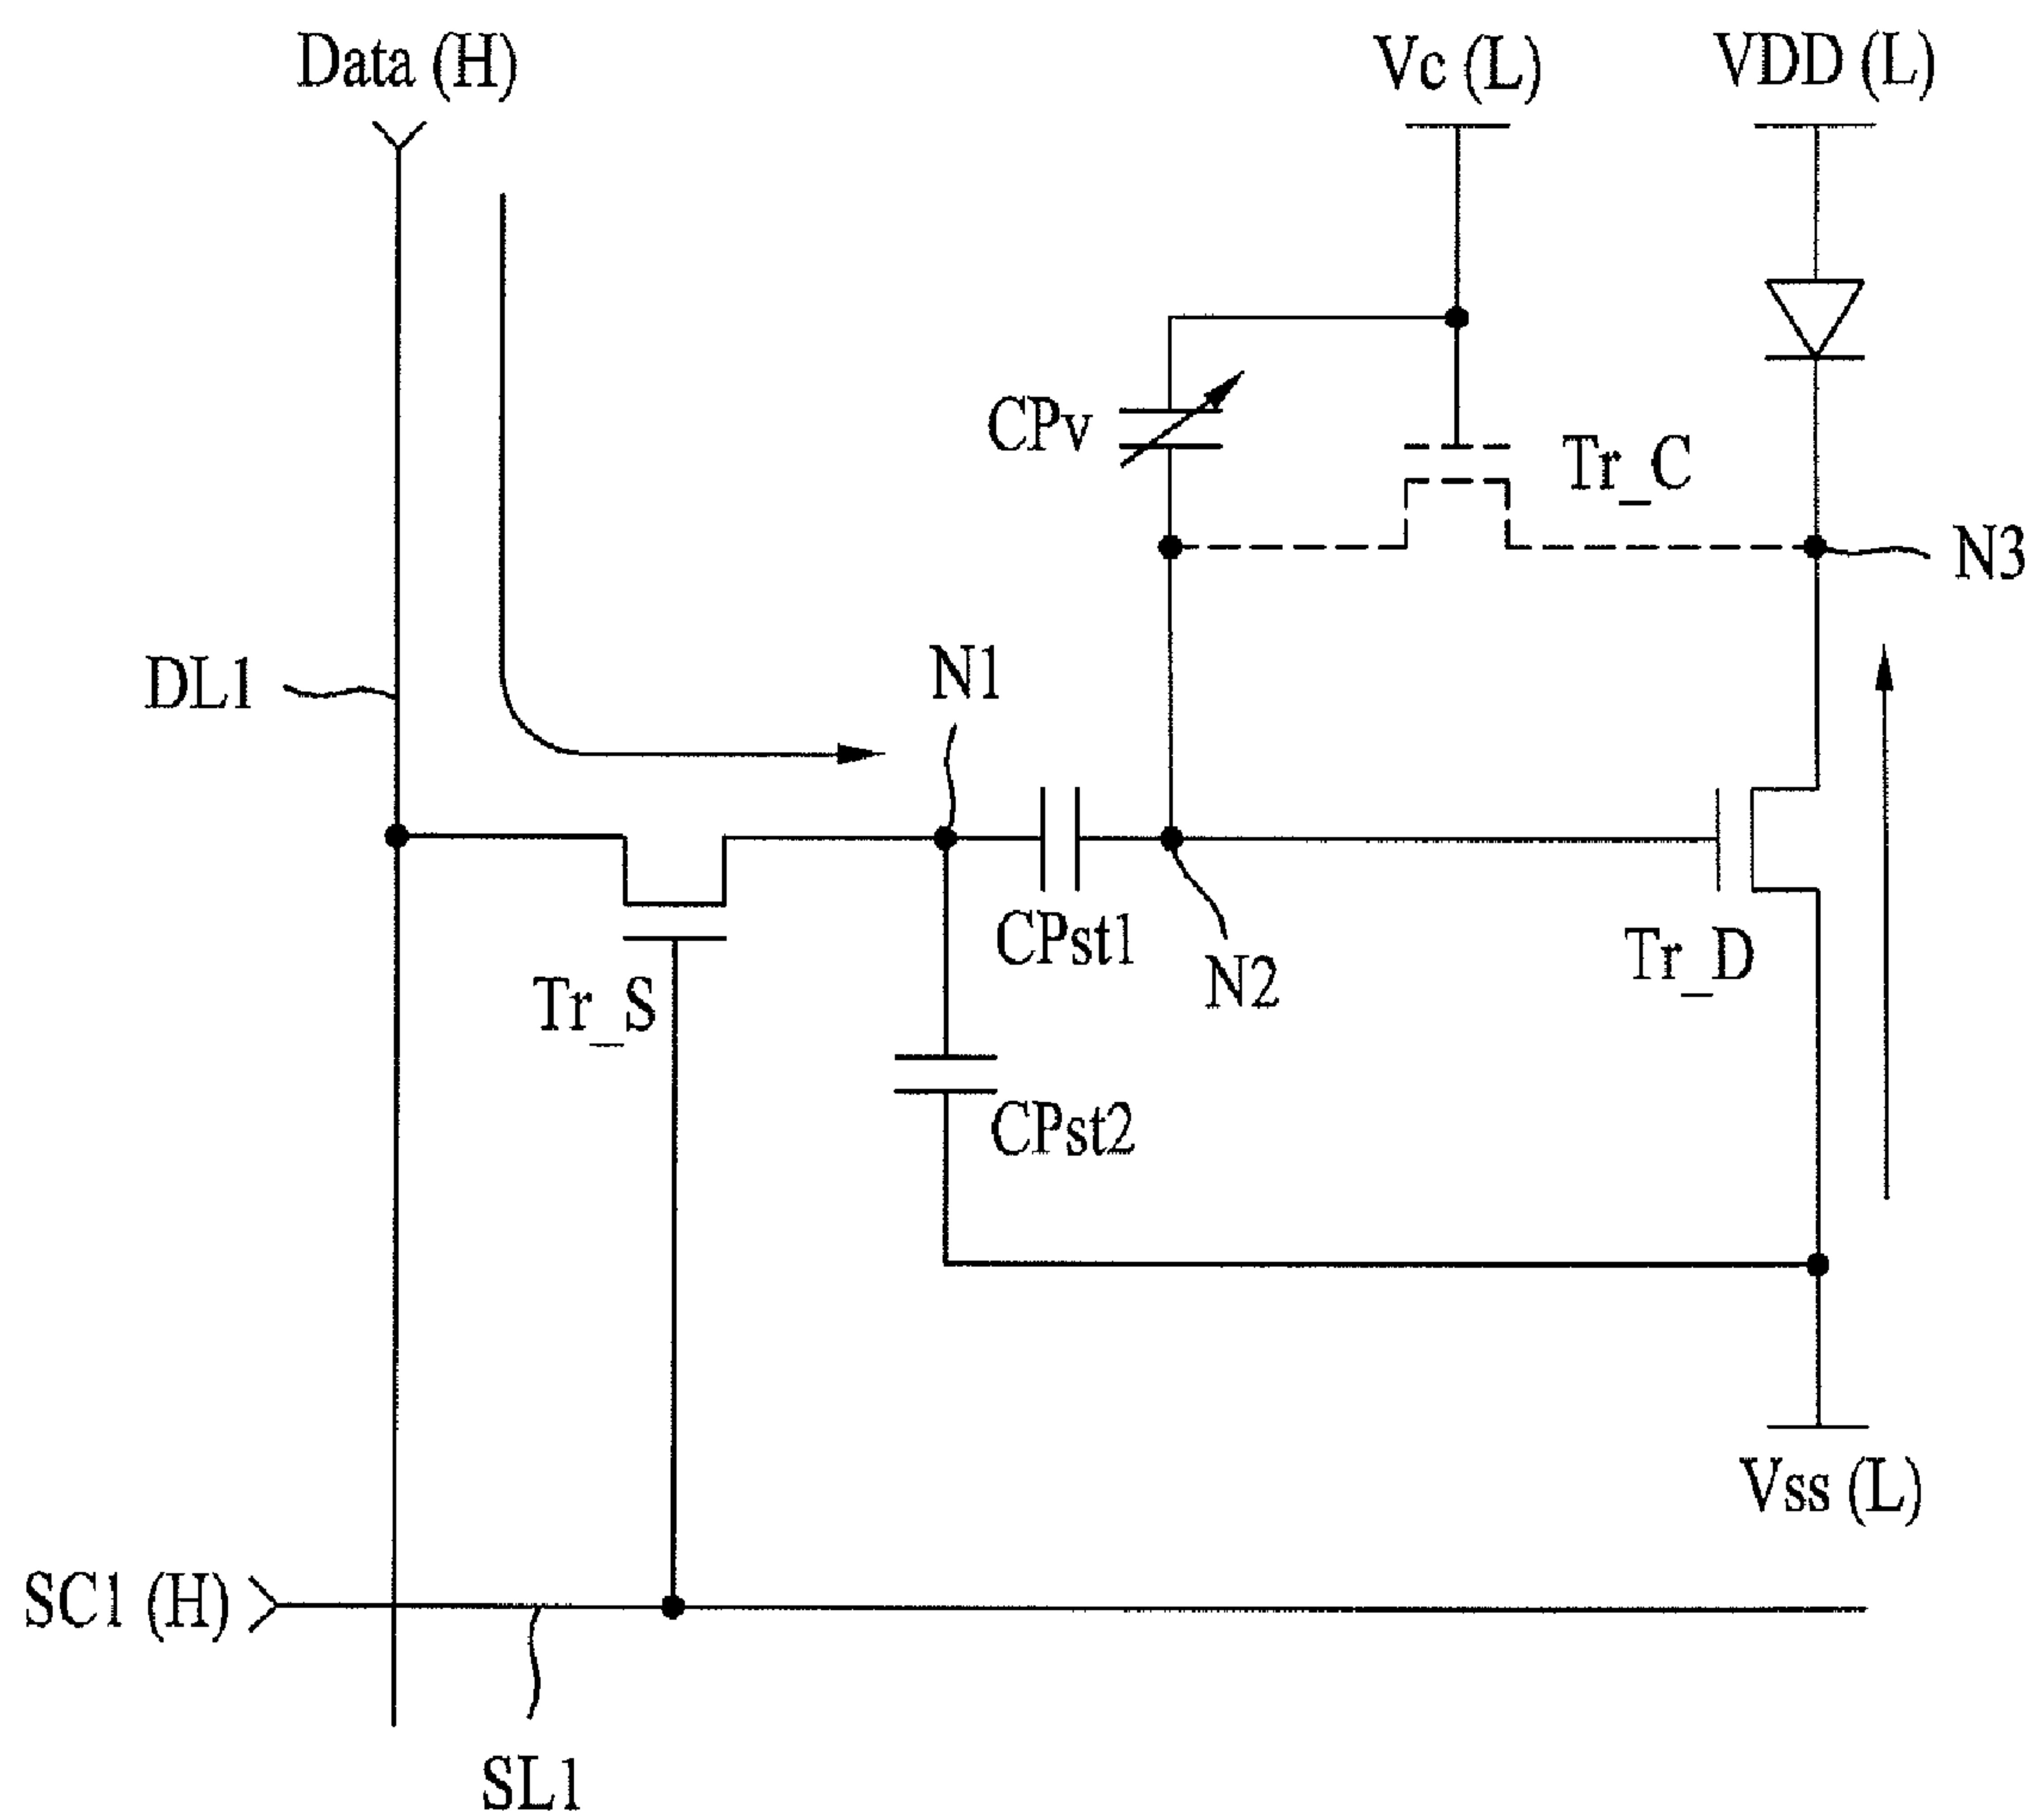 Data (H)
Vc (L)
VDD (L)
CPv
Tr_C
N3
DL1
N1
CPst1
N2
Tr_D
Tr_S
CPst2
Vss (L)
SC1 (H)
SL1